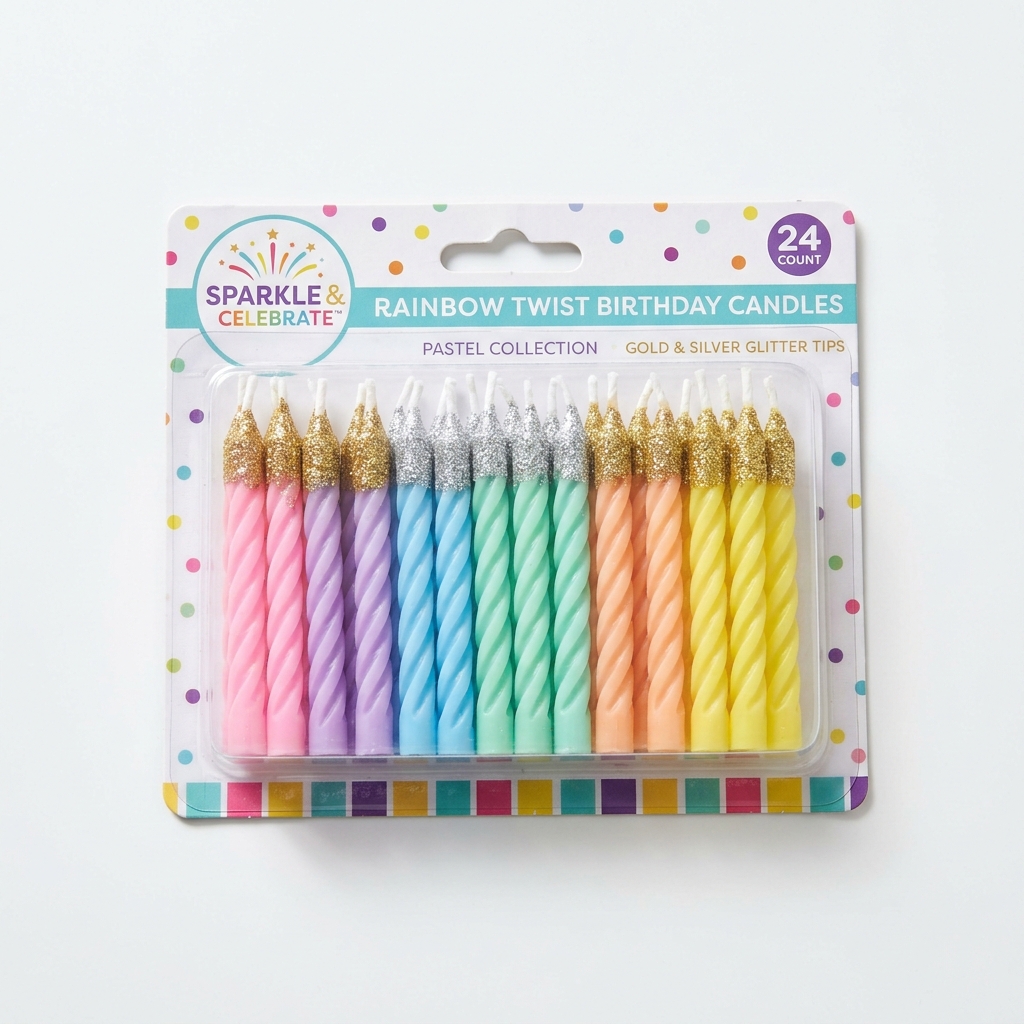 SPARKLE &
CELEBRATE™
24
COUNT
RAINBOW TWIST BIRTHDAY CANDLES
PASTEL COLLECTION
GOLD & SILVER GLITTER TIPS